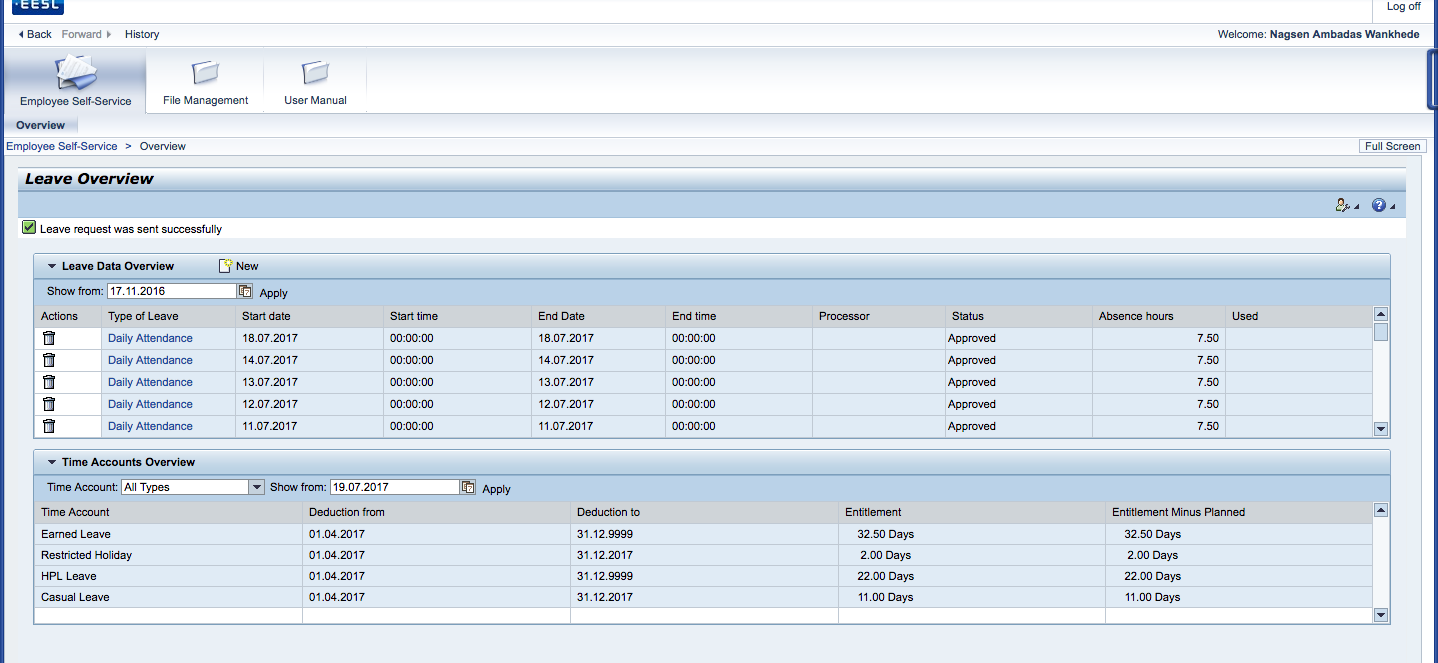 EESL
Log off
Back Forward History Welcome: Nagsen Ambadas Wankhede
Employee Self-Service File Management User Manual
Overview
Employee Self-Service > Overview Full Screen
Leave Overview
Leave request was sent successfully
Leave Data Overview New
Show from: 17.11.2016 Apply
Actions Type of Leave Start date Start time End Date End time Processor Status Absence hours Used
Daily Attendance 18.07.2017 00:00:00 18.07.2017 00:00:00 Approved 7.50
Daily Attendance 14.07.2017 00:00:00 14.07.2017 00:00:00 Approved 7.50
Daily Attendance 13.07.2017 00:00:00 13.07.2017 00:00:00 Approved 7.50
Daily Attendance 12.07.2017 00:00:00 12.07.2017 00:00:00 Approved 7.50
Daily Attendance 11.07.2017 00:00:00 11.07.2017 00:00:00 Approved 7.50
Time Accounts Overview
Time Account: All Types Show from: 19.07.2017 Apply
Time Account Deduction from Deduction to Entitlement Entitlement Minus Planned
Earned Leave 01.04.2017 31.12.9999 32.50 Days 32.50 Days
Restricted Holiday 01.04.2017 31.12.2017 2.00 Days 2.00 Days
HPL Leave 01.04.2017 31.12.9999 22.00 Days 22.00 Days
Casual Leave 01.04.2017 31.12.2017 11.00 Days 11.00 Days